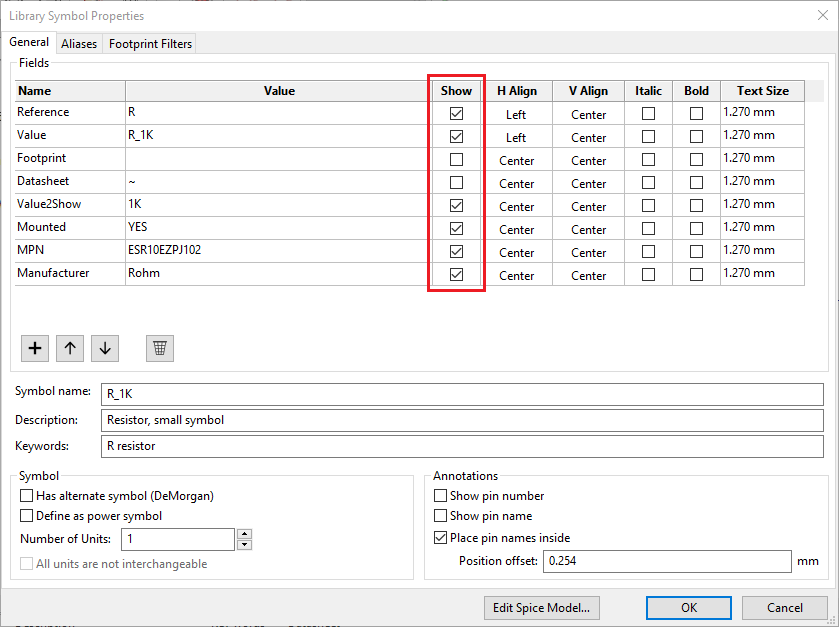 Library Symbol Properties
General Aliases Footprint Filters
Fields
Name Value Show H Align V Align Italic Bold Text Size
Reference R Left Center 1.270 mm
Value R_1K Left Center 1.270 mm
Footprint Center Center 1.270 mm
Datasheet ~ Center Center 1.270 mm
Value2Show 1K Center Center 1.270 mm
Mounted YES Center Center 1.270 mm
MPN ESR10EZPJ102 Center Center 1.270 mm
Manufacturer Rohm Center Center 1.270 mm
Symbol name: R_1K
Description: Resistor, small symbol
Keywords: R resistor
Symbol Annotations
Has alternate symbol (DeMorgan) Show pin number
Define as power symbol Show pin name
Number of Units: 1 Place pin names inside
All units are not interchangeable Position offset: 0.254 mm
Edit Spice Model... OK Cancel